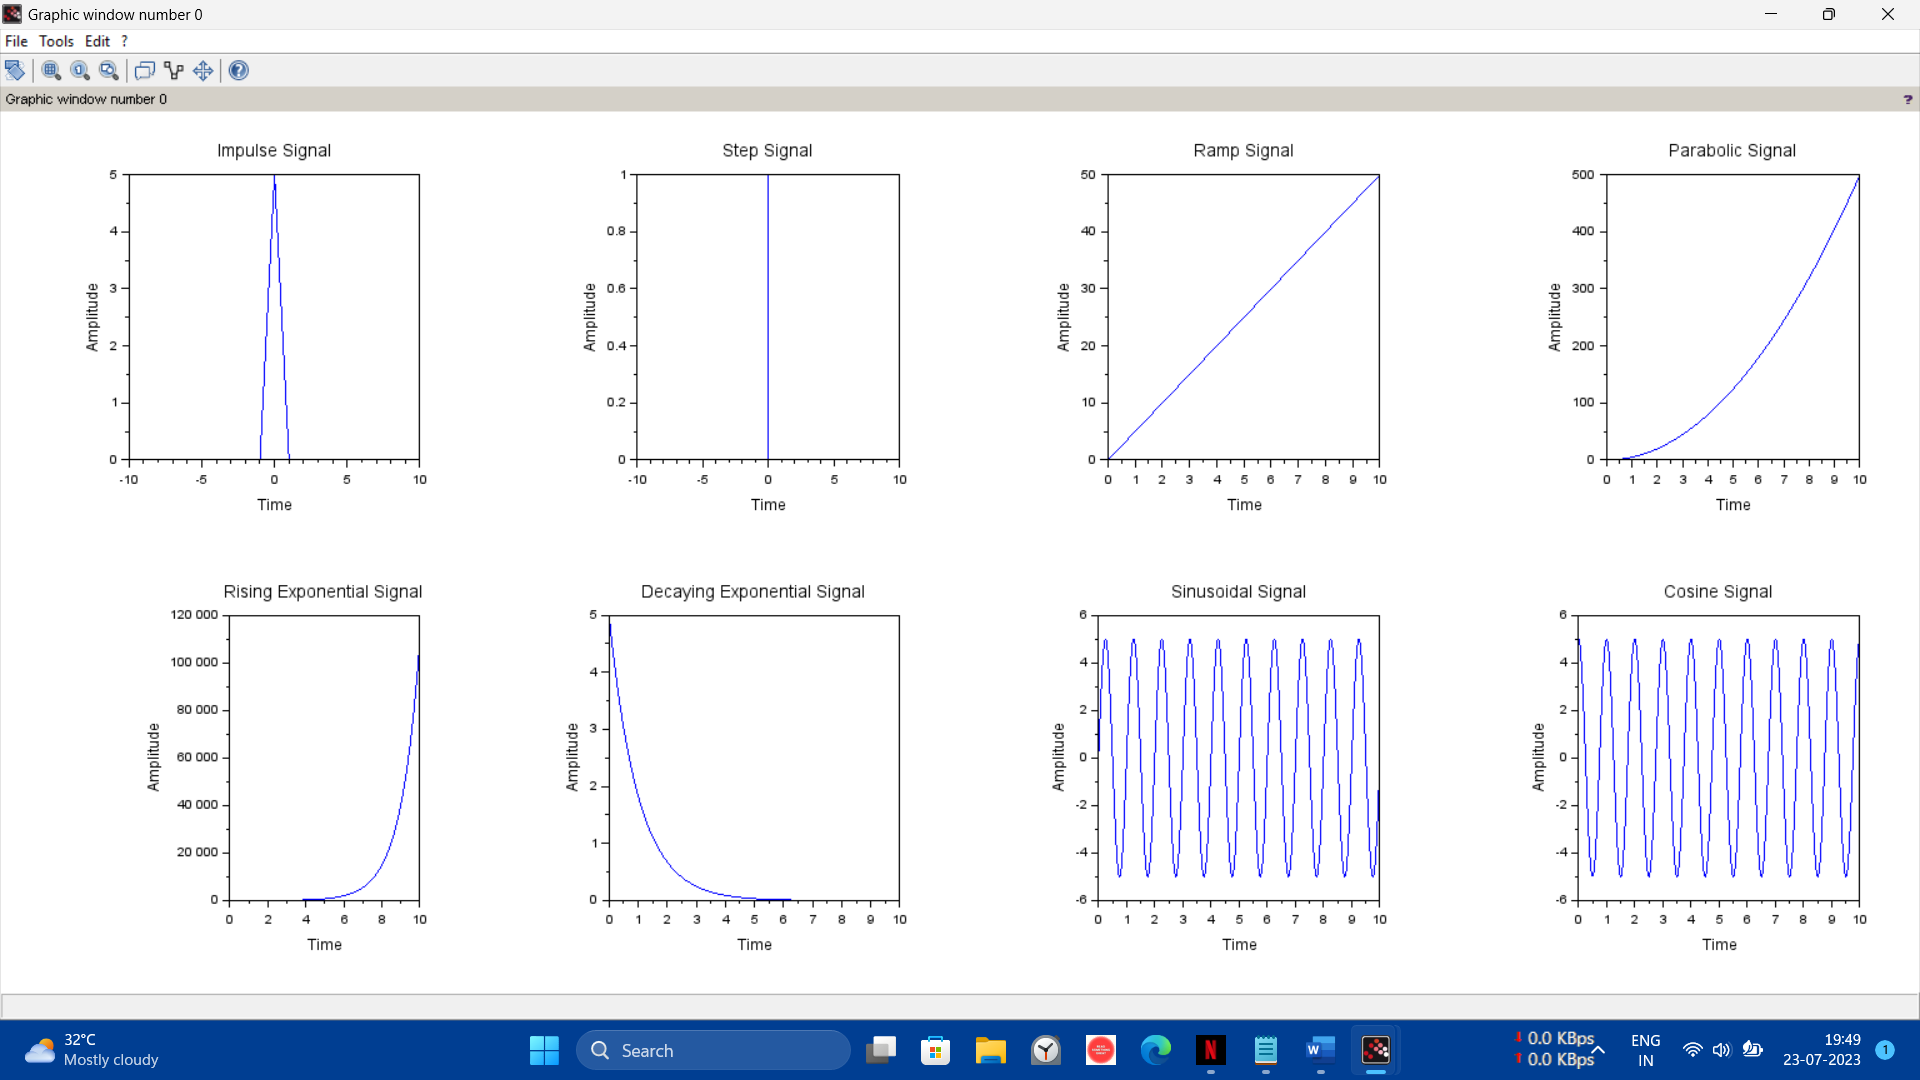 Graphic window number 0
File Tools Edit ?
Graphic window number 0 ?
Impulse Signal
5
4
3
2
1
0
Amplitude
-10 -5 0 5 10
Time
Step Signal
1
0.8
0.6
0.4
0.2
0
Amplitude
-10 -5 0 5 10
Time
Ramp Signal
50
40
30
20
10
0
Amplitude
0 1 2 3 4 5 6 7 8 9 10
Time
Parabolic Signal
500
400
300
200
100
0
Amplitude
0 1 2 3 4 5 6 7 8 9 10
Time
Rising Exponential Signal
120 000
100 000
80 000
60 000
40 000
20 000
0
Amplitude
0 2 4 6 8 10
Time
Decaying Exponential Signal
5
4
3
2
1
0
Amplitude
0 1 2 3 4 5 6 7 8 9 10
Time
Sinusoidal Signal
6
4
2
0
-2
-4
-6
Amplitude
0 1 2 3 4 5 6 7 8 9 10
Time
Cosine Signal
6
4
2
0
-2
-4
-6
Amplitude
0 1 2 3 4 5 6 7 8 9 10
Time
32°C
Mostly cloudy
Search
N
W
0.0 KBps
0.0 KBps
ENG
IN
19:49
23-07-2023
1